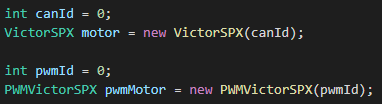 int canId = 0;
VictorSPX motor = new VictorSPX(canId);
int pwmId = 0;
PWMVictorSPX pwmMotor = new PWMVictorSPX(pwmId);